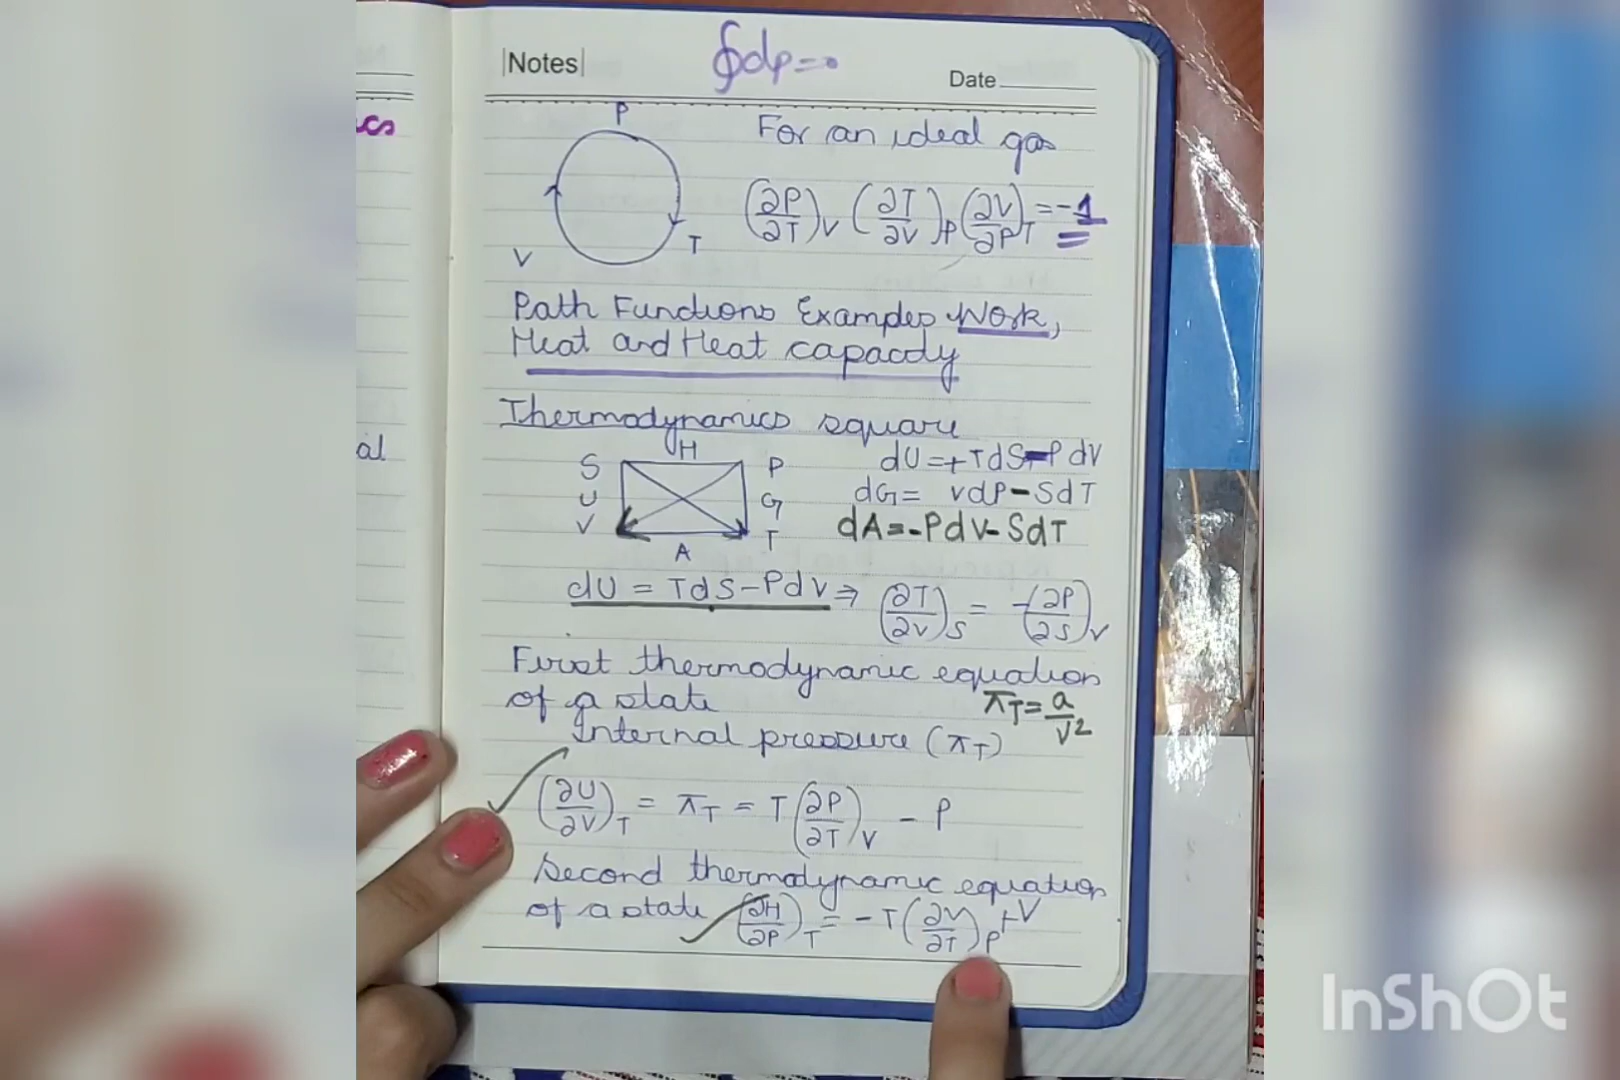 |Notes|
∮dp=0
Date
cs
P
For an ideal gas
(∂P/∂T)V (∂T/∂V)P (∂V/∂P)T = -1
V
T
Path Functions Examples Work,
Heat and Heat capacity
al
Thermodynamics square
H
S P
U G
V T
A
dU=+TdS-PdV
dG= VdP-SdT
dA=-PdV-SdT
dU = TdS-PdV ⇒ (∂T/∂V)S = -(∂P/∂S)V
First thermodynamic equation
of a state
πT=a/V²
Internal pressure (πT)
(∂U/∂V)T = πT = T(∂P/∂T)V - P
Second thermodynamic equation
of a state (∂H/∂P)T = -T(∂V/∂T)P+V
InShOt